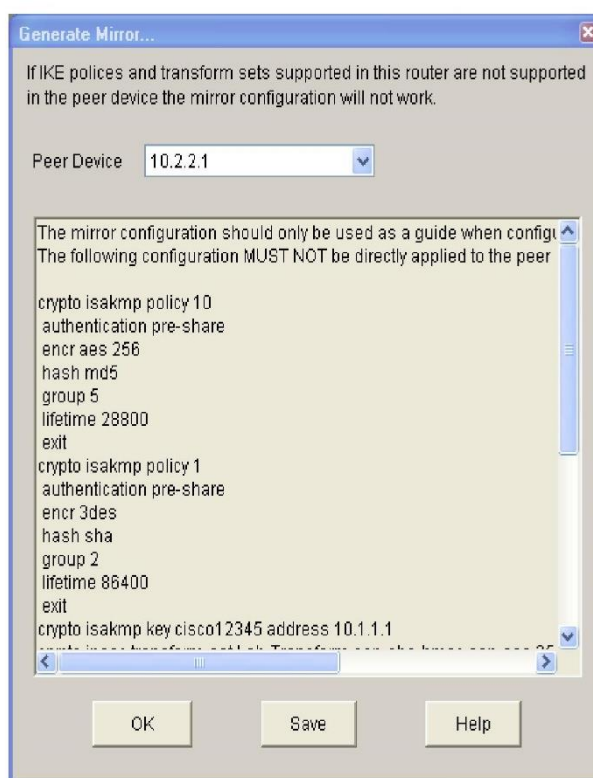 Generate Mirror...
If IKE polices and transform sets supported in this router are not supported
in the peer device the mirror configuration will not work.
Peer Device 10.2.2.1
The mirror configuration should only be used as a guide when
The following configuration MUST NOT be directly applied to the peer
crypto isakmp policy 10
authentication pre-share
encr aes 256
hash md5
group 5
lifetime 28800
exit
crypto isakmp policy 1
authentication pre-share
encr 3des
hash sha
group 2
lifetime 86400
exit
crypto isakmp key cisco12345 address 10.1.1.1
OK Save Help